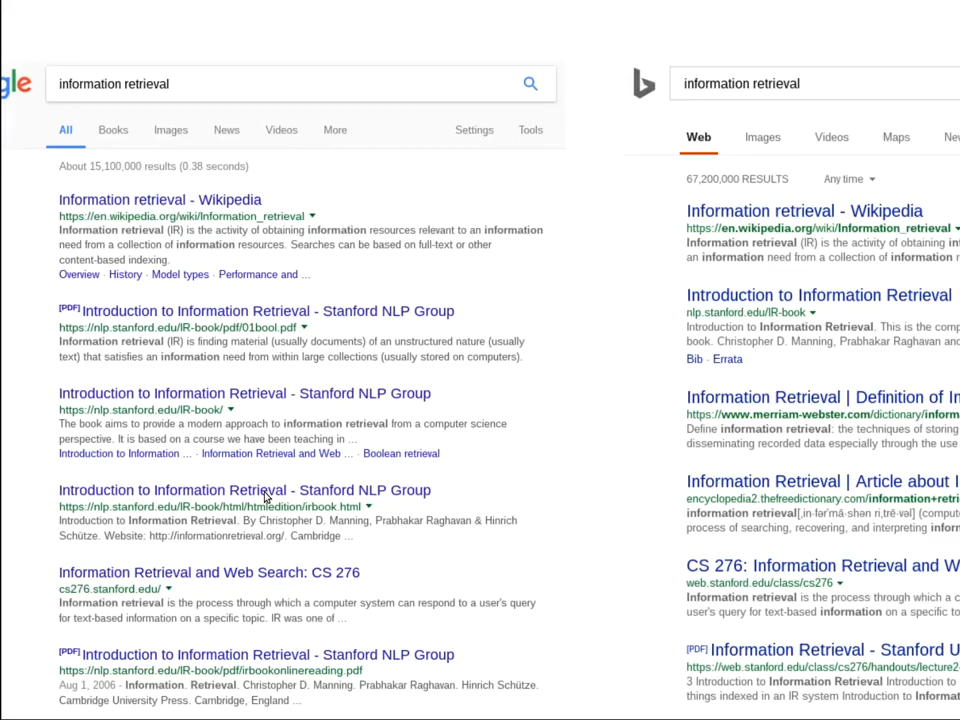 gle
information retrieval
All Books Images News Videos More Settings Tools
About 15,100,000 results (0.38 seconds)
Information retrieval - Wikipedia
https://en.wikipedia.org/wiki/Information_retrieval
Information retrieval (IR) is the activity of obtaining information resources relevant to an information
need from a collection of information resources. Searches can be based on full-text or other
content-based indexing.
Overview · History · Model types · Performance and ...
[PDF] Introduction to Information Retrieval - Stanford NLP Group
https://nlp.stanford.edu/IR-book/pdf/01bool.pdf
Information retrieval (IR) is finding material (usually documents) of an unstructured nature (usually
text) that satisfies an information need from within large collections (usually stored on computers).
Introduction to Information Retrieval - Stanford NLP Group
https://nlp.stanford.edu/IR-book/
The book aims to provide a modern approach to information retrieval from a computer science
perspective. It is based on a course we have been teaching in ...
Introduction to Information ... · Information Retrieval and Web ... · Boolean retrieval
Introduction to Information Retrieval - Stanford NLP Group
https://nlp.stanford.edu/IR-book/html/htmledition/irbook.html
Introduction to Information Retrieval. By Christopher D. Manning, Prabhakar Raghavan & Hinrich
Schütze. Website: http://informationretrieval.org/. Cambridge ...
Information Retrieval and Web Search: CS 276
cs276.stanford.edu/
Information retrieval is the process through which a computer system can respond to a user's query
for text-based information on a specific topic. IR was one of ...
[PDF] Introduction to Information Retrieval - Stanford NLP Group
https://nlp.stanford.edu/IR-book/pdf/irbookonlinereading.pdf
Aug 1, 2006 - Information. Retrieval. Christopher D. Manning. Prabhakar Raghavan. Hinrich Schütze.
Cambridge University Press. Cambridge, England ...
information retrieval
Web Images Videos Maps Ne
67,200,000 RESULTS Any time
Information retrieval - Wikipedia
https://en.wikipedia.org/wiki/Information_retrieval
Information retrieval (IR) is the activity of obtaining in
an information need from a collection of information r
Introduction to Information Retrieval
nlp.stanford.edu/IR-book
Introduction to Information Retrieval. This is the comp
book. Christopher D. Manning, Prabhakar Raghavan and
Bib · Errata
Information Retrieval | Definition of In
https://www.merriam-webster.com/dictionary/inform
Define information retrieval: the techniques of storing
disseminating recorded data especially through the use
Information Retrieval | Article about I
encyclopedia2.thefreedictionary.com/information+retri
information retrieval[‚in·fər′mā·shən ri‚trē·vəl] (compute
process of searching, recovering, and interpreting inform
CS 276: Information Retrieval and W
web.stanford.edu/class/cs276
Information retrieval is the process through which a c
user's query for text-based information on a specific to
[PDF] Information Retrieval - Stanford U
https://web.stanford.edu/class/cs276/handouts/lecture2-
3 Introduction to Information Retrieval Introduction to
things indexed in an IR system Introduction to Informat